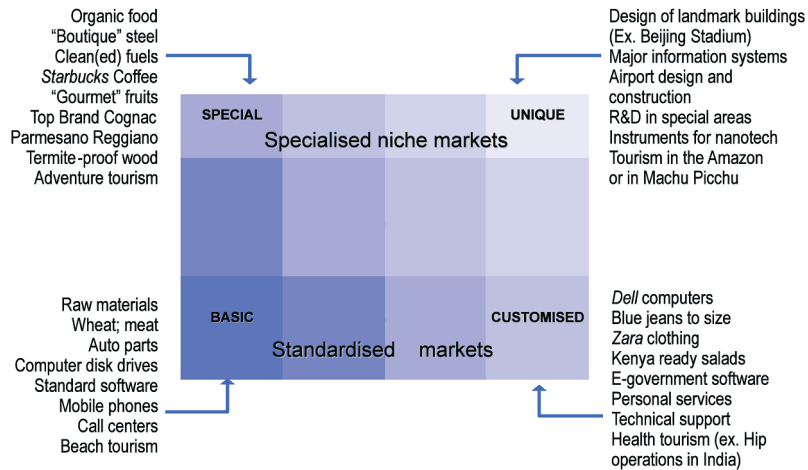 Organic food
“Boutique” steel
Clean(ed) fuels
Starbucks Coffee
“Gourmet” fruits
Top Brand Cognac
Parmesano Reggiano
Termite-proof wood
Adventure tourism
Design of landmark buildings
(Ex. Beijing Stadium)
Major information systems
Airport design and
construction
R&D in special areas
Instruments for nanotech
Tourism in the Amazon
or in Machu Picchu
SPECIAL
UNIQUE
Specialised niche markets
BASIC
CUSTOMISED
Standardised markets
Raw materials
Wheat; meat
Auto parts
Computer disk drives
Standard software
Mobile phones
Call centers
Beach tourism
Dell computers
Blue jeans to size
Zara clothing
Kenya ready salads
E-government software
Personal services
Technical support
Health tourism (ex. Hip
operations in India)